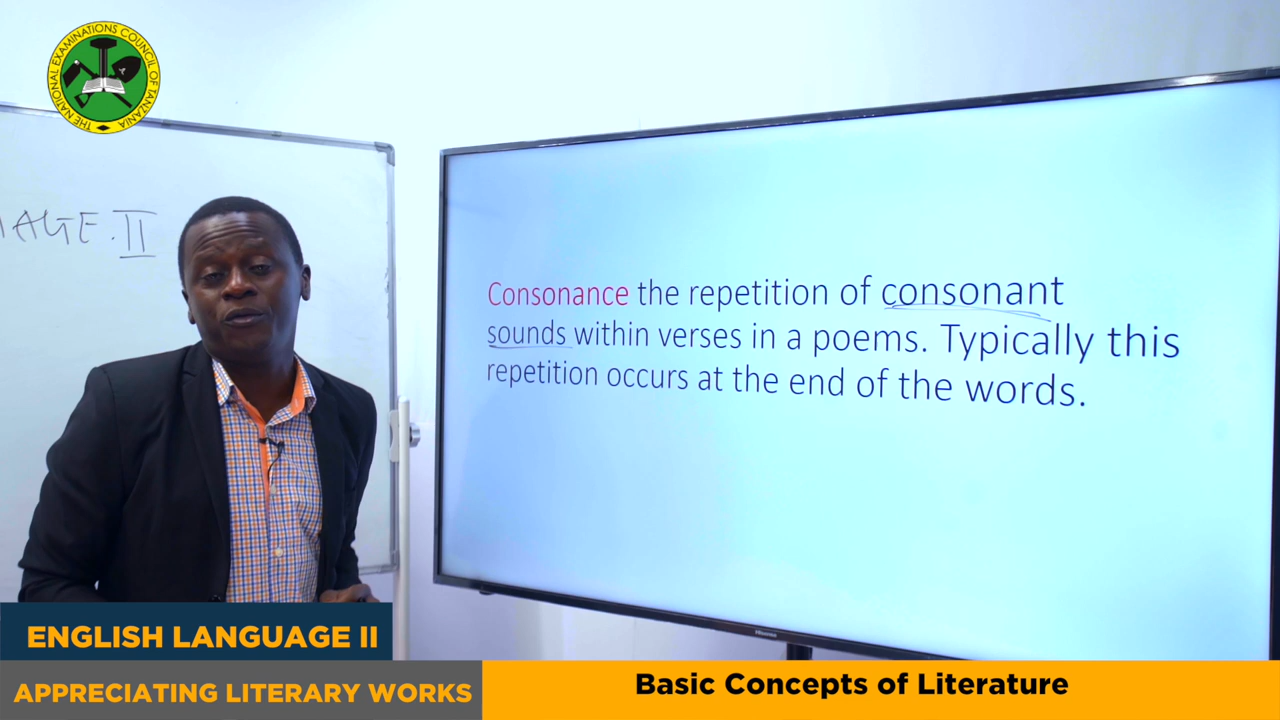 THE NATIONAL EXAMINATIONS COUNCIL OF TANZANIA
AGE. II
Consonance the repetition of consonant
sounds within verses in a poems. Typically this
repetition occurs at the end of the words.
Hisense
ENGLISH LANGUAGE II
APPRECIATING LITERARY WORKS
Basic Concepts of Literature